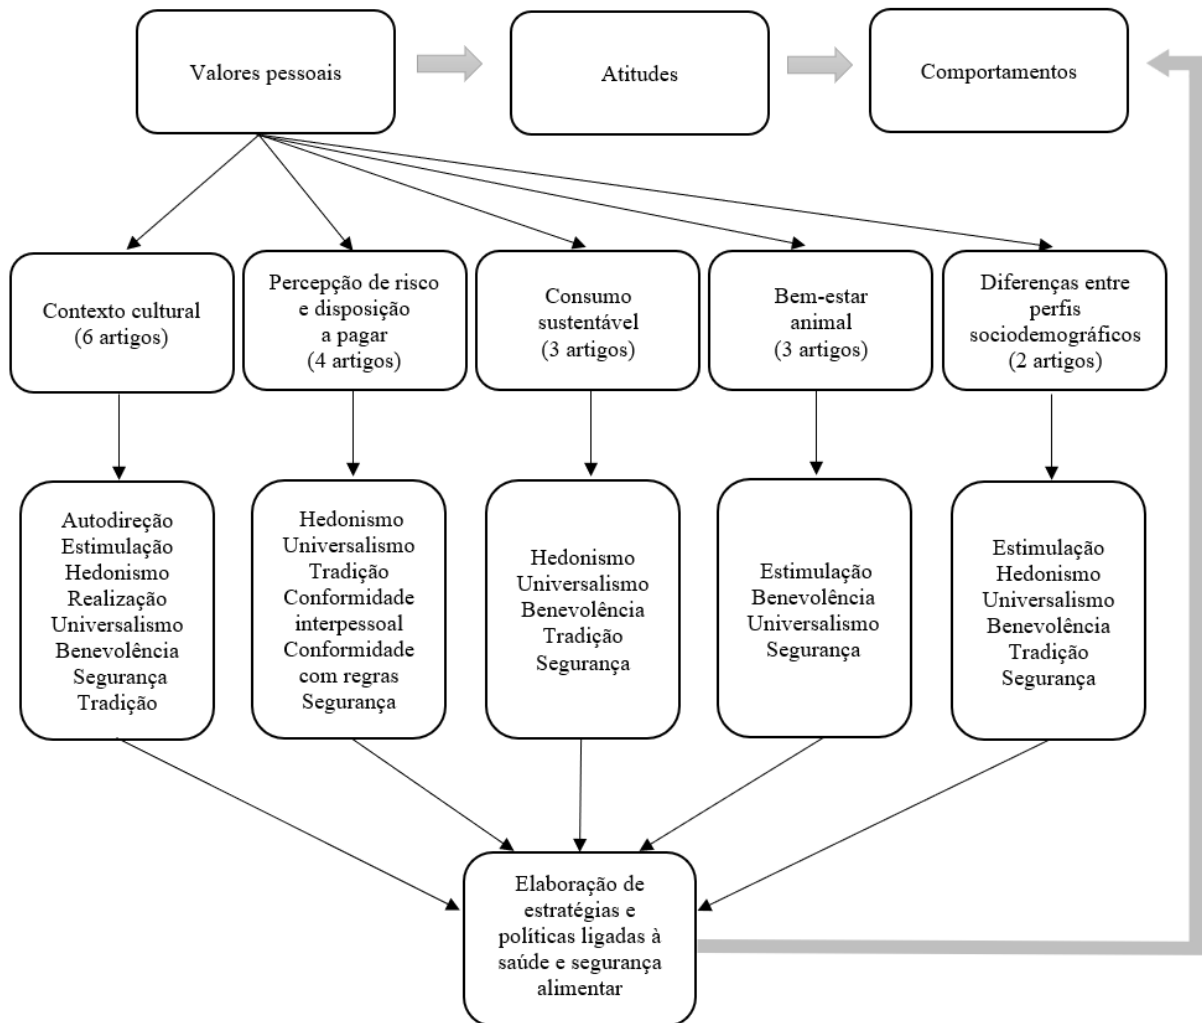 Valores pessoais
Atitudes
Comportamentos
Contexto cultural
(6 artigos)
Percepção de risco
e disposição
a pagar
(4 artigos)
Consumo
sustentável
(3 artigos)
Bem-estar
animal
(3 artigos)
Diferenças entre
perfis
sociodemográficos
(2 artigos)
Autodireção
Estimulação
Hedonismo
Realização
Universalismo
Benevolência
Segurança
Tradição
Hedonismo
Universalismo
Tradição
Conformidade
interpessoal
Conformidade
com regras
Segurança
Hedonismo
Universalismo
Benevolência
Tradição
Segurança
Estimulação
Benevolência
Universalismo
Segurança
Estimulação
Hedonismo
Universalismo
Benevolência
Tradição
Segurança
Elaboração de
estratégias e
políticas ligadas à
saúde e segurança
alimentar